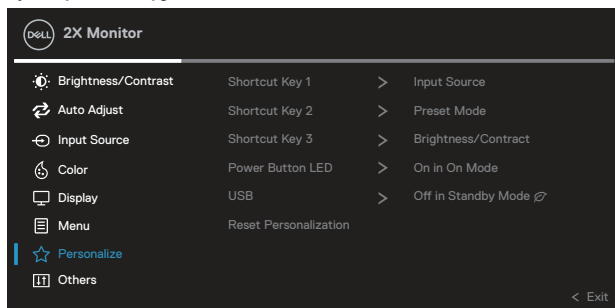 DELL 2X Monitor
Brightness/Contrast Shortcut Key 1 > Input Source
Auto Adjust Shortcut Key 2 > Preset Mode
Input Source Shortcut Key 3 > Brightness/Contract
Color Power Button LED > On in On Mode
Display USB > Off in Standby Mode
Menu Reset Personalization
Personalize
Others
< Exit